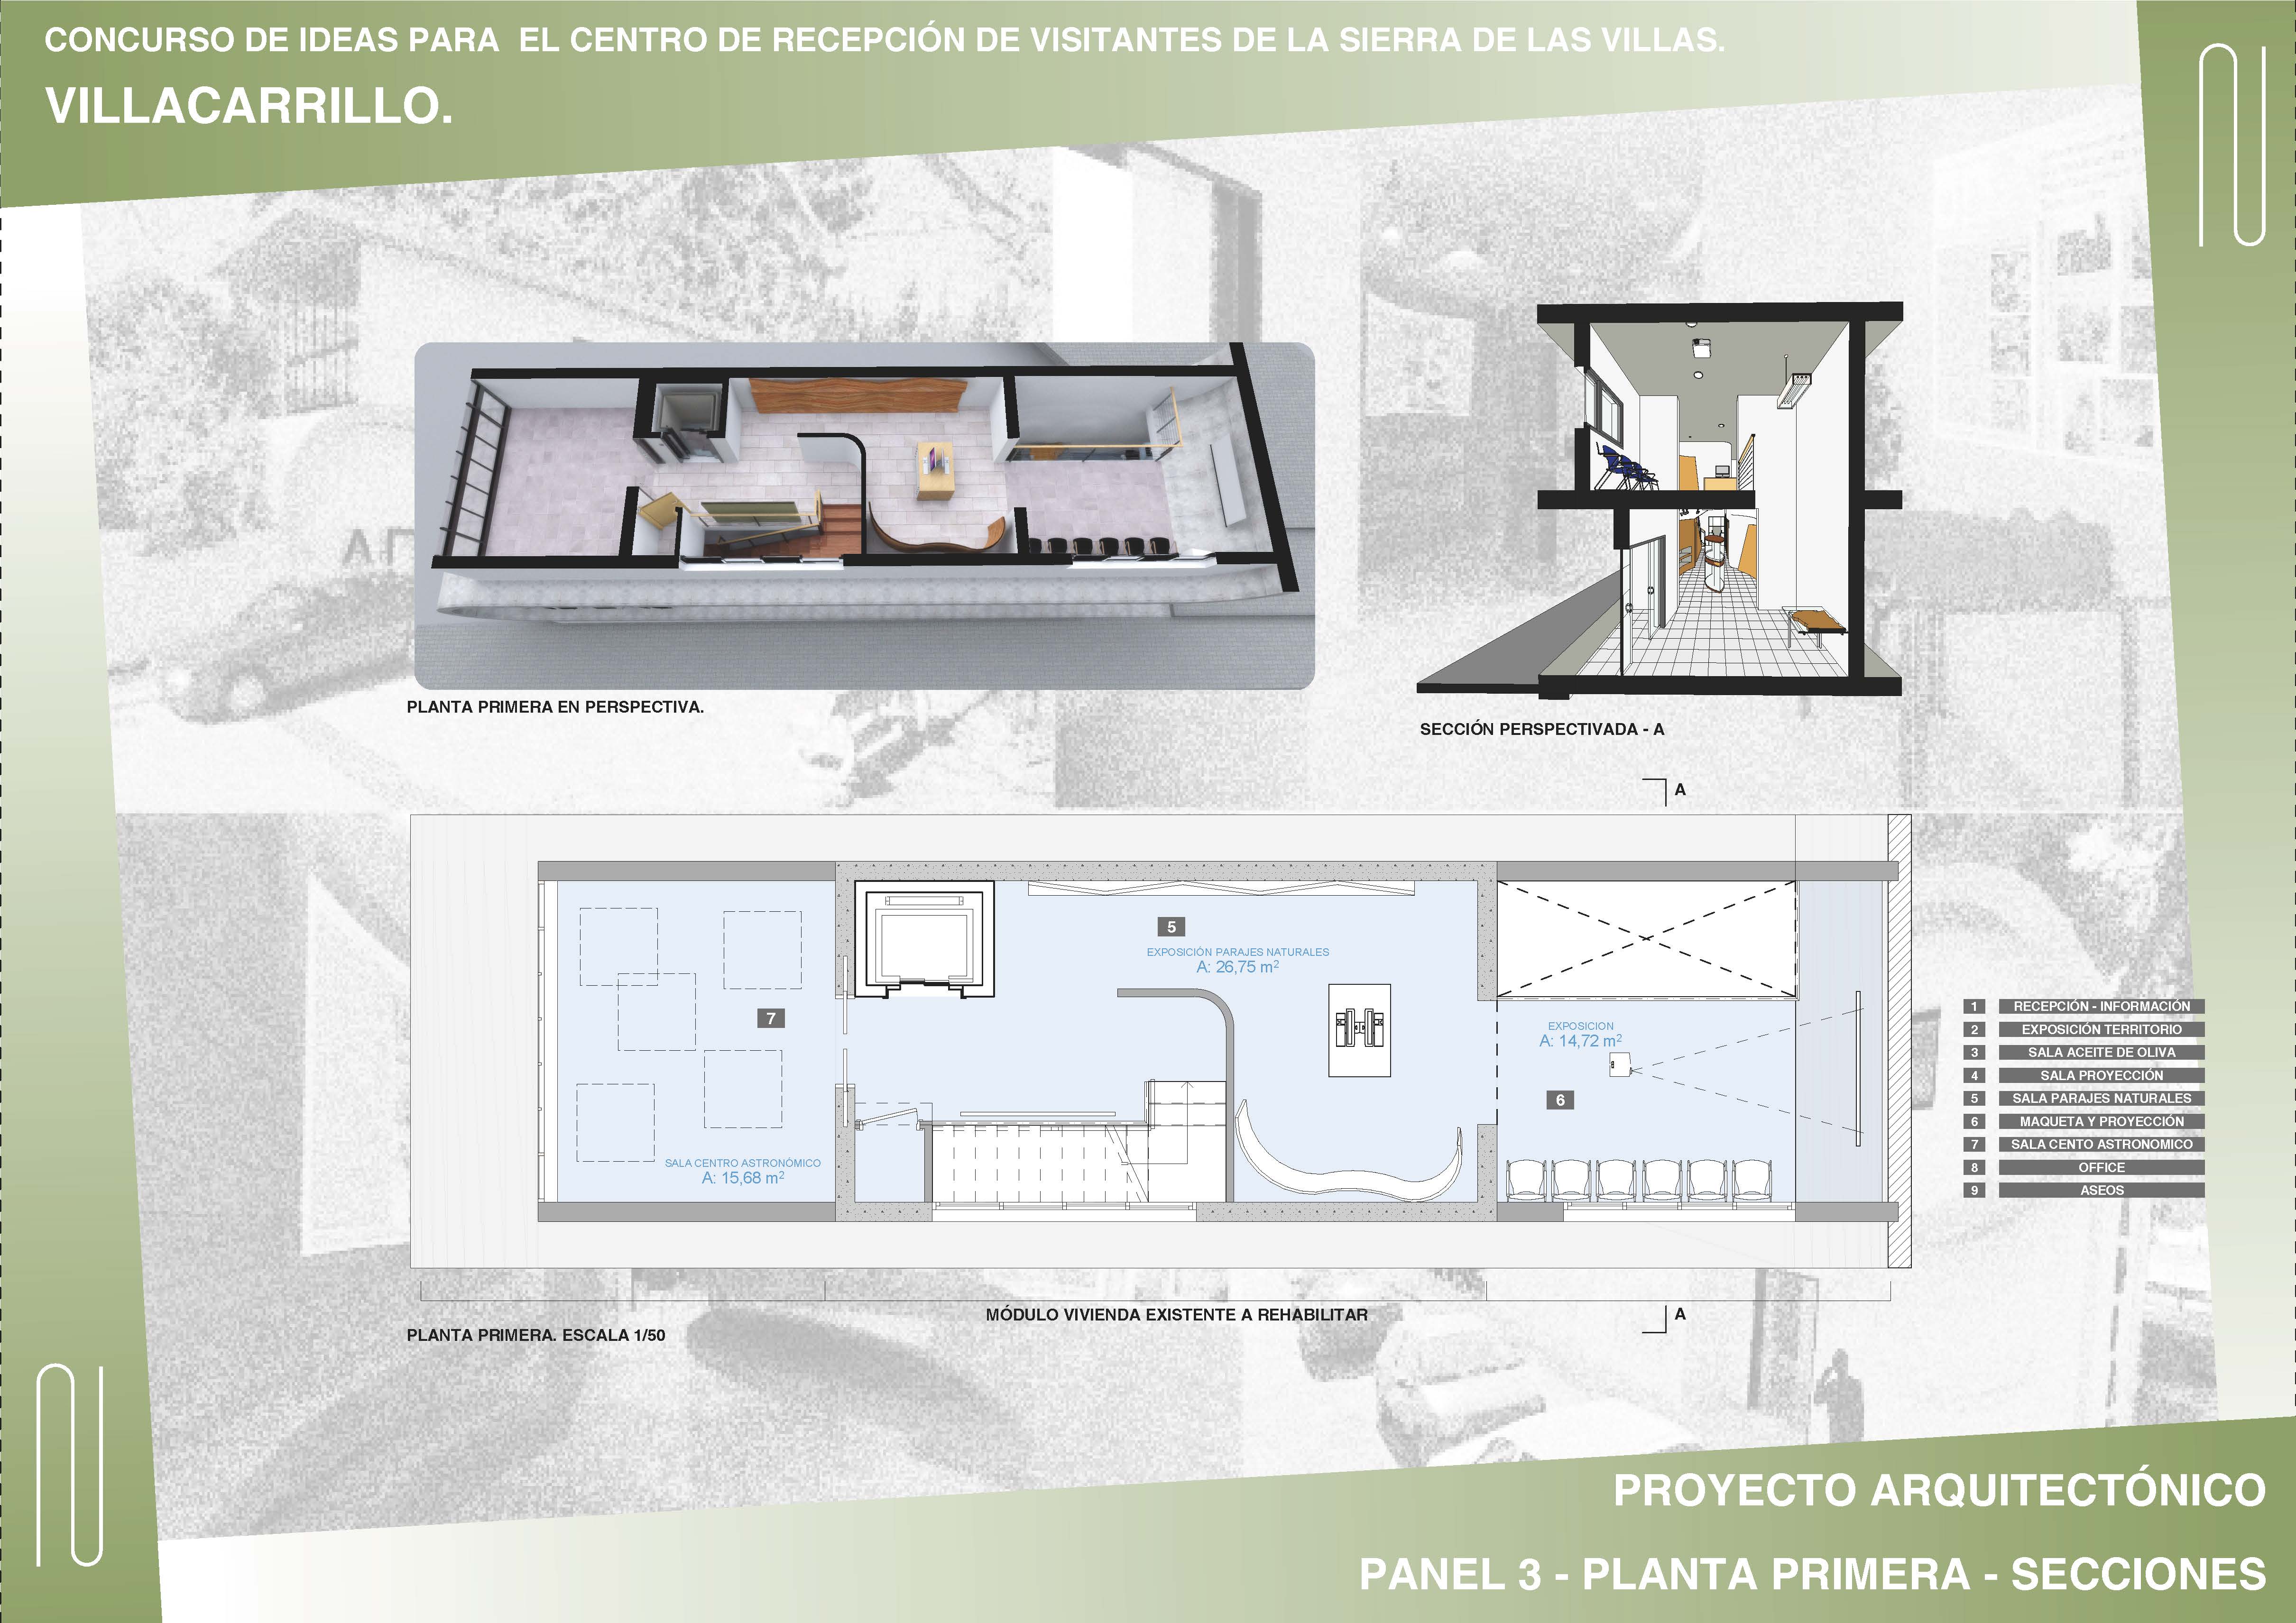 CONCURSO DE IDEAS PARA EL CENTRO DE RECEPCIÓN DE VISITANTES DE LA SIERRA DE LAS VILLAS.
VILLACARRILLO.
PLANTA PRIMERA EN PERSPECTIVA.
SECCIÓN PERSPECTIVADA - A
A
5
EXPOSICIÓN PARAJES NATURALES
A: 26,75 m²
7
SALA CENTRO ASTRONÓMICO
A: 15,68 m²
EXPOSICION
A: 14,72 m²
6
1 RECEPCIÓN - INFORMACIÓN
2 EXPOSICIÓN TERRITORIO
3 SALA ACEITE DE OLIVA
4 SALA PROYECCIÓN
5 SALA PARAJES NATURALES
6 MAQUETA Y PROYECCIÓN
7 SALA CENTO ASTRONOMICO
8 OFFICE
9 ASEOS
MÓDULO VIVIENDA EXISTENTE A REHABILITAR
A
PLANTA PRIMERA. ESCALA 1/50
PROYECTO ARQUITECTÓNICO
PANEL 3 - PLANTA PRIMERA - SECCIONES